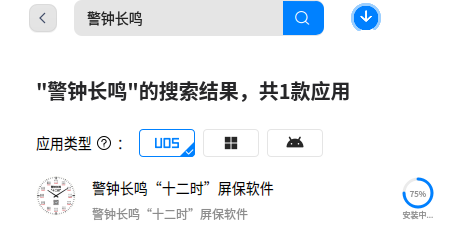 警钟长鸣
"警钟长鸣"的搜索结果，共1款应用
应用类型 ? ： UOS
警钟长鸣“十二时”屏保软件
75%
警钟长鸣“十二时”屏保软件
安装中...